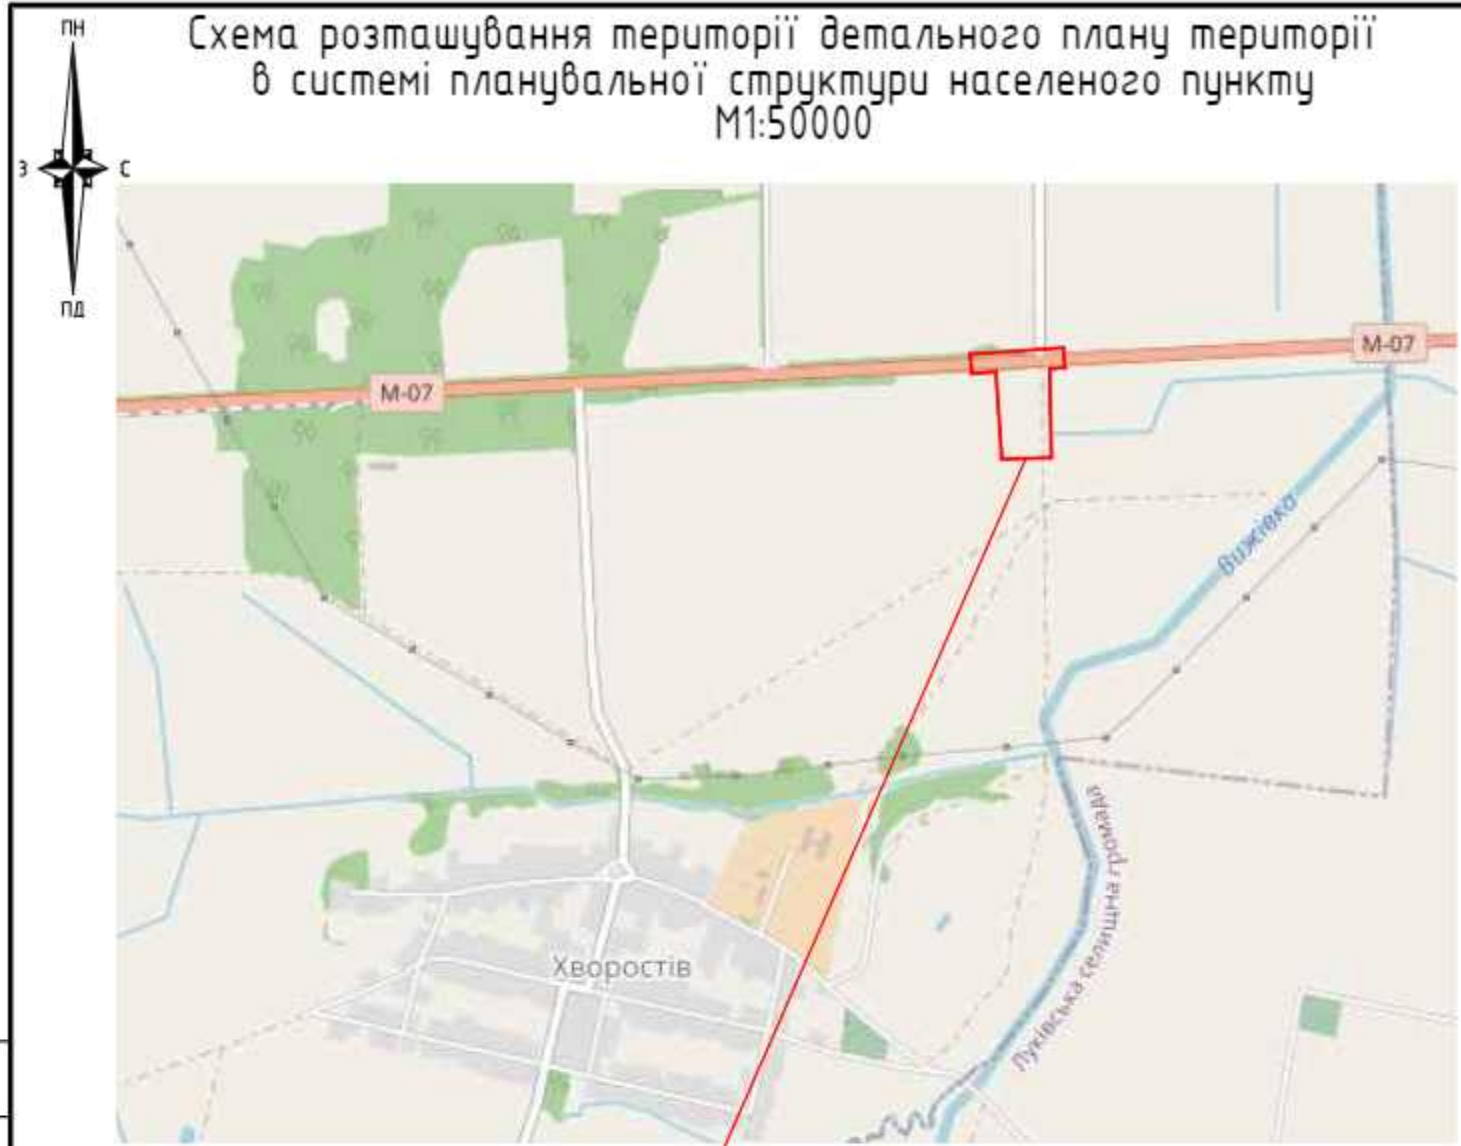 Схема розташування території детального плану території
в системі планувальної структури населеного пункту
М1:50000
ПН
З
С
ПД
М-07
М-07
Вижівка
Луківська селищна громада
Хворостів